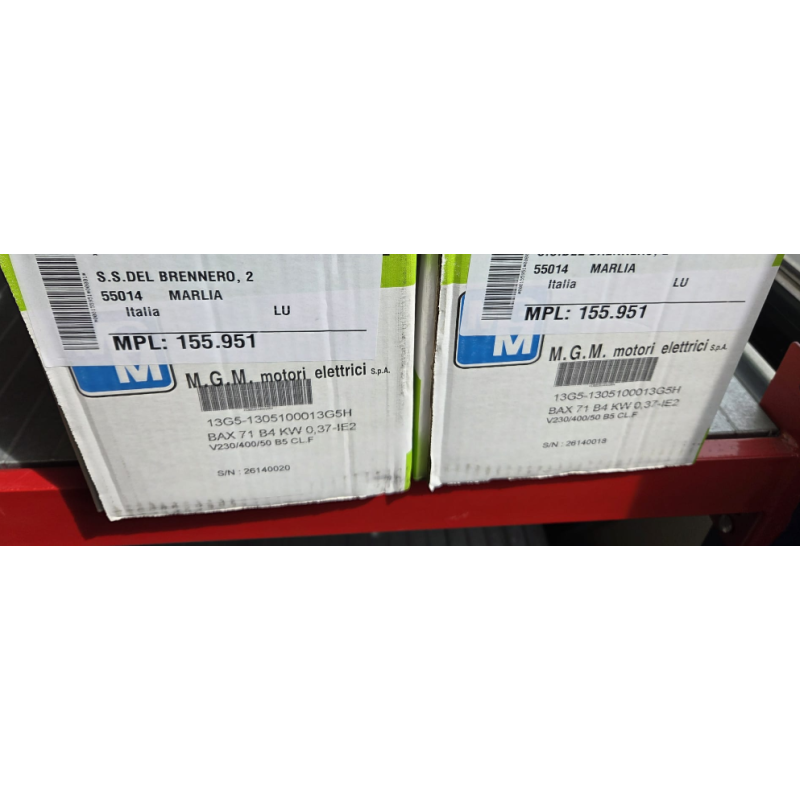 S.S.DEL BRENNERO, 2
55014 MARLIA
Italia LU
MPL: 155.951
M
M.G.M. motori elettrici S.p.A.
13G5-1305100013G5H
BAX 71 B4 KW 0,37-IE2
V230/400/50 B5 CL.F
S/N : 26140020
55014 MARLIA
Italia LU
MPL: 155.951
M
M.G.M. motori elettrici S.p.A.
13G5-1305100013G5H
BAX 71 B4 KW 0,37-IE2
V230/400/50 B5 CL.F
S/N : 26140018